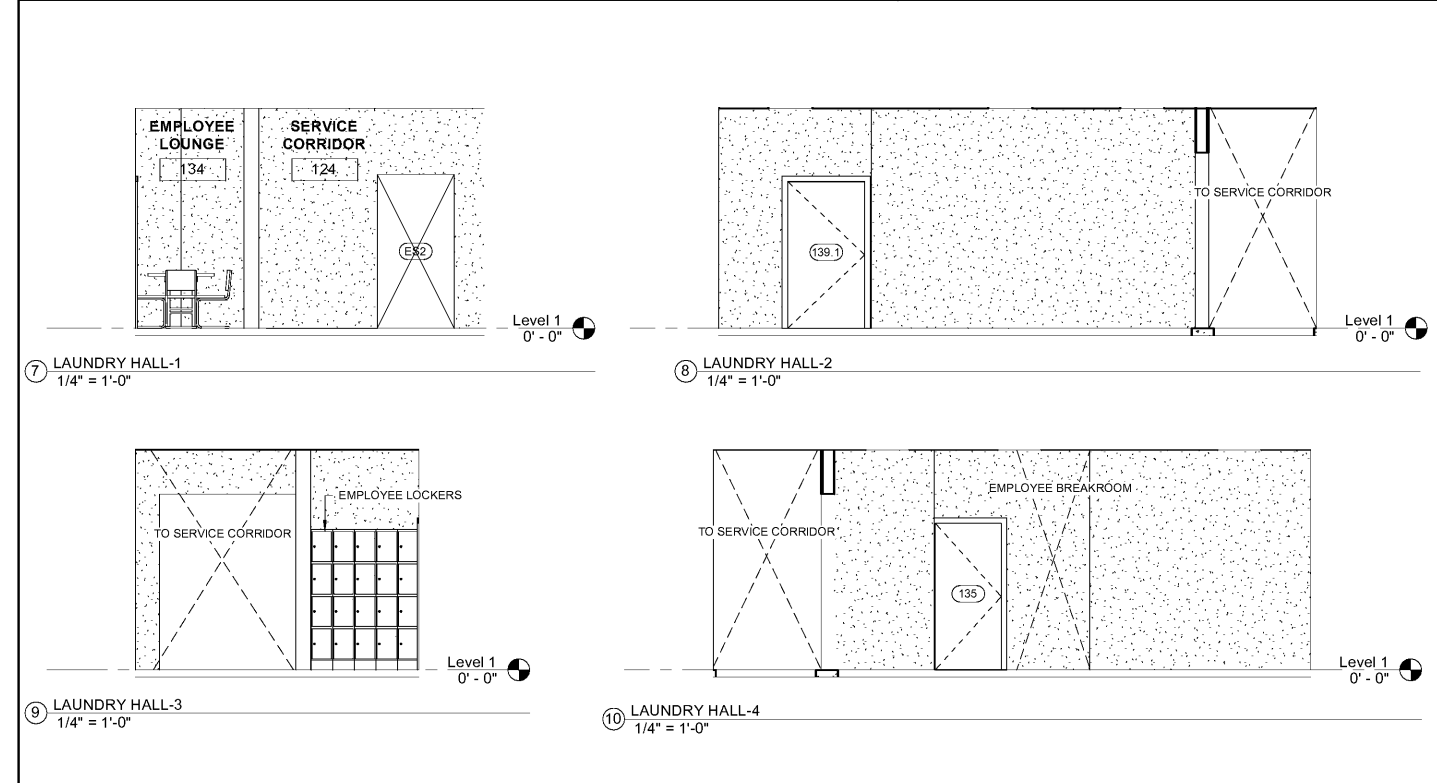 EMPLOYEE
LOUNGE
134
SERVICE
CORRIDOR
124
ES2
Level 1
0' - 0"
7
LAUNDRY HALL-1
1/4" = 1'-0"
139.1
TO SERVICE CORRIDOR
Level 1
0' - 0"
8
LAUNDRY HALL-2
1/4" = 1'-0"
TO SERVICE CORRIDOR
EMPLOYEE LOCKERS
Level 1
0' - 0"
9
LAUNDRY HALL-3
1/4" = 1'-0"
TO SERVICE CORRIDOR
EMPLOYEE BREAKROOM
135
Level 1
0' - 0"
10
LAUNDRY HALL-4
1/4" = 1'-0"